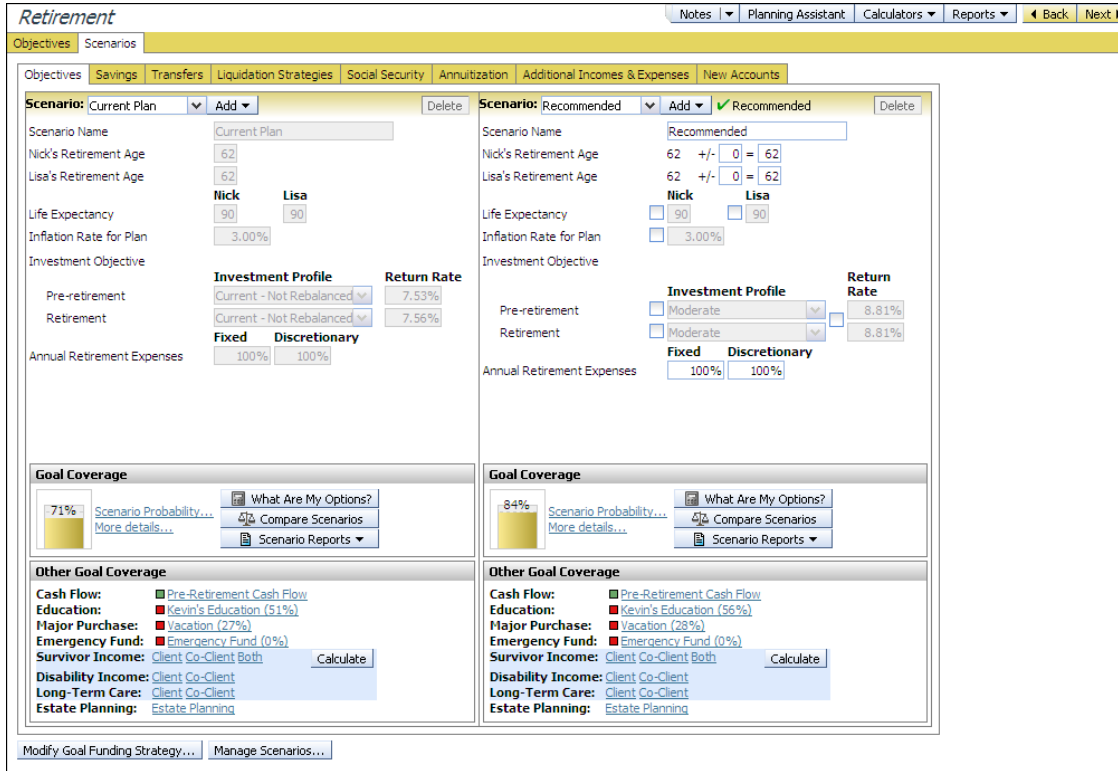 Retirement
Notes Planning Assistant Calculators Reports Back Next
Objectives Scenarios
Objectives Savings Transfers Liquidation Strategies Social Security Annuitization Additional Incomes & Expenses New Accounts
Scenario: Current Plan Add Delete
Scenario Name Current Plan
Nick's Retirement Age 62
Lisa's Retirement Age 62
Nick Lisa
Life Expectancy 90 90
Inflation Rate for Plan 3.00%
Investment Objective
Investment Profile Return Rate
Pre-retirement Current - Not Rebalanced 7.53%
Retirement Current - Not Rebalanced 7.56%
Fixed Discretionary
Annual Retirement Expenses 100% 100%
Goal Coverage
71% Scenario Probability... What Are My Options?
More details... Compare Scenarios
Scenario Reports
Other Goal Coverage
Cash Flow: Pre-Retirement Cash Flow
Education: Kevin's Education (51%)
Major Purchase: Vacation (27%)
Emergency Fund: Emergency Fund (0%)
Survivor Income: Client Co-Client Both Calculate
Disability Income: Client Co-Client
Long-Term Care: Client Co-Client
Estate Planning: Estate Planning
Scenario: Recommended Add Recommended Delete
Scenario Name Recommended
Nick's Retirement Age 62 +/- 0 = 62
Lisa's Retirement Age 62 +/- 0 = 62
Nick Lisa
Life Expectancy 90 90
Inflation Rate for Plan 3.00%
Investment Objective
Investment Profile Return Rate
Pre-retirement Moderate 8.81%
Retirement Moderate 8.81%
Fixed Discretionary
Annual Retirement Expenses 100% 100%
Goal Coverage
84% Scenario Probability... What Are My Options?
More details... Compare Scenarios
Scenario Reports
Other Goal Coverage
Cash Flow: Pre-Retirement Cash Flow
Education: Kevin's Education (56%)
Major Purchase: Vacation (28%)
Emergency Fund: Emergency Fund (0%)
Survivor Income: Client Co-Client Both Calculate
Disability Income: Client Co-Client
Long-Term Care: Client Co-Client
Estate Planning: Estate Planning
Modify Goal Funding Strategy... Manage Scenarios...